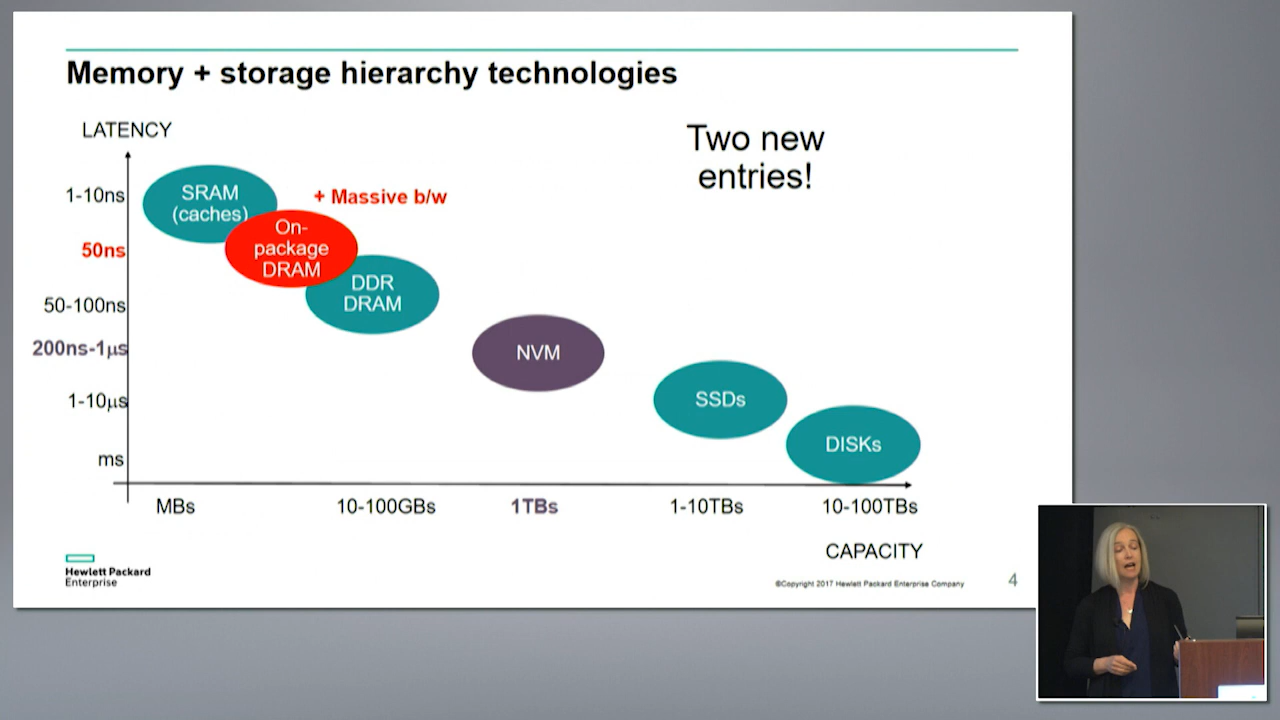 Memory + storage hierarchy technologies
LATENCY
Two new
entries!
1-10ns
SRAM
(caches)
+ Massive b/w
50ns
On-
package
DRAM
50-100ns
DDR
DRAM
200ns-1µs
NVM
1-10µs
SSDs
ms
DISKs
MBs
10-100GBs
1TBs
1-10TBs
10-100TBs
CAPACITY
Hewlett Packard
Enterprise
©Copyright 2017 Hewlett Packard Enterprise Company
4